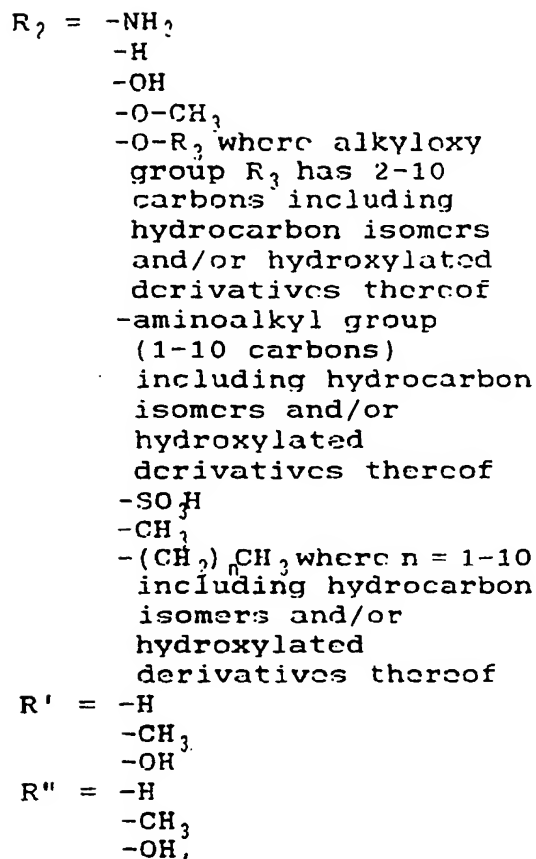 R₂ = -NH₂
-H
-OH
-O-CH₃
-O-R₃ where alkyloxy
group R₃ has 2-10
carbons including
hydrocarbon isomers
and/or hydroxylated
derivatives thereof
-aminoalkyl group
(1-10 carbons)
including hydrocarbon
isomers and/or
hydroxylated
derivatives thereof
-SO₃H
-CH₃
-(CH₂)ₙCH₃ where n = 1-10
including hydrocarbon
isomers and/or
hydroxylated
derivatives thereof
R' = -H
-CH₃
-OH
R" = -H
-CH₃
-OH,